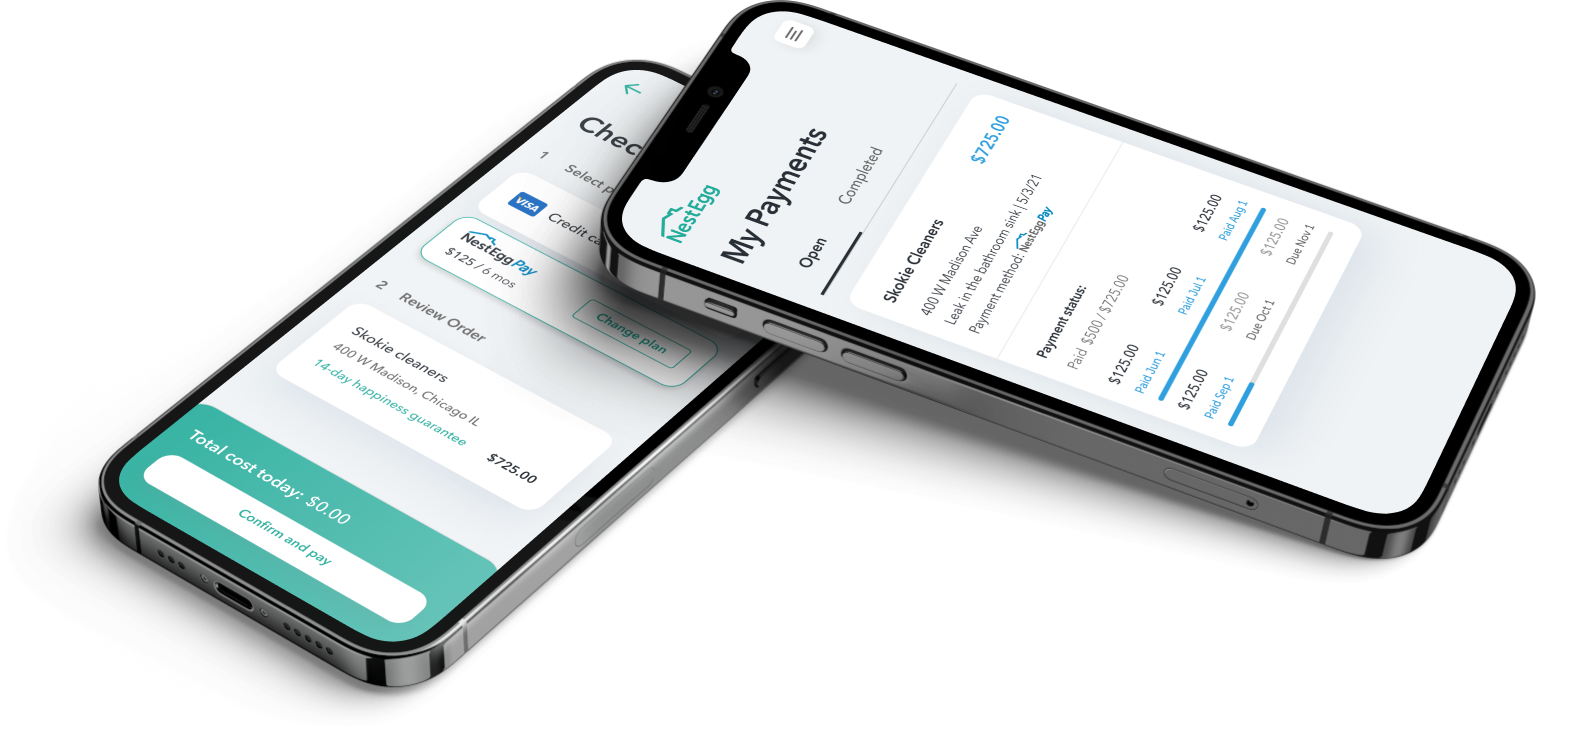 Chec
1 Select p
VISA Credit ca
NestEggPay
$125 / 6 mos
Change plan
2 Review Order
Skokie cleaners
400 W Madison, Chicago IL
14-day happiness guarantee
$725.00
Total cost today: $0.00
Confirm and pay
NestEgg
My Payments
Open Completed
Skokie Cleaners $725.00
400 W Madison Ave
Leak in the bathroom sink | 5/3/21
Payment method: NestEggPay
Payment status:
Paid $500 / $725.00
$125.00 $125.00 $125.00
Paid Jun 1 Paid Jul 1 Paid Aug 1
$125.00 $125.00 $125.00
Paid Sep 1 Due Oct 1 Due Nov 1